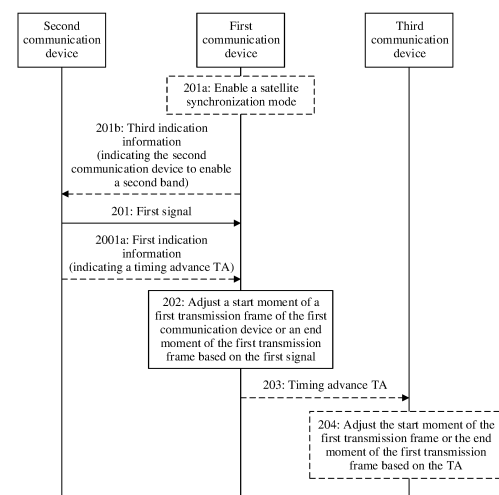 Second
communication
device
First
communication
device
Third
communication
device
201a: Enable a satellite
synchronization mode
201b: Third indication
information
(indicating the second
communication device to enable
a second band)
201: First signal
2001a: First indication
information
(indicating a timing advance TA)
202: Adjust a start moment of a
first transmission frame of the first
communication device or an end
moment of the first transmission
frame based on the first signal
203: Timing advance TA
204: Adjust the start moment of the
first transmission frame or the end
moment of the first transmission
frame based on the TA